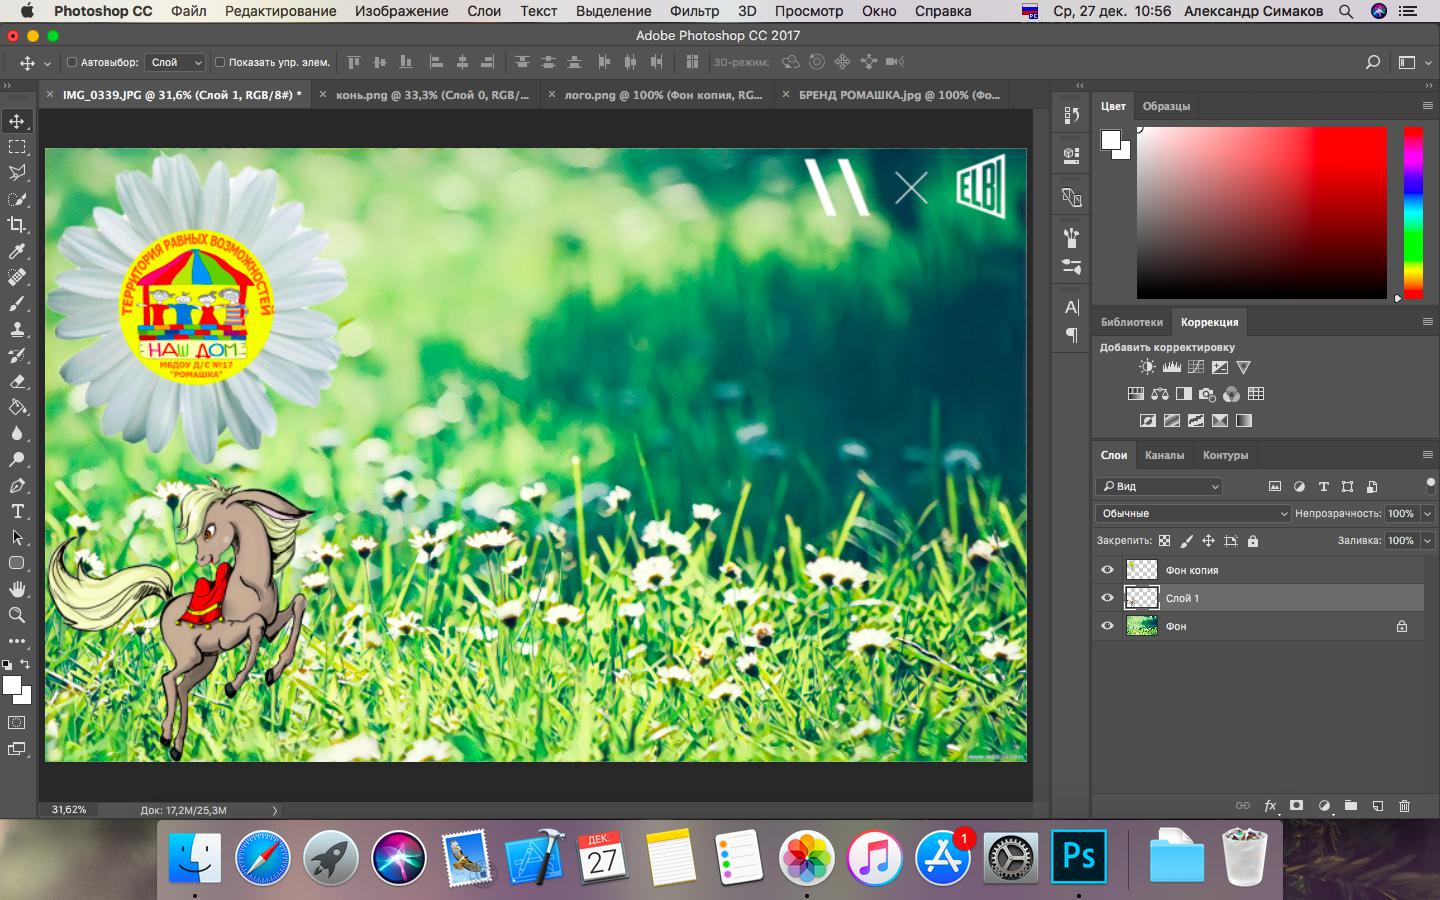 Photoshop CC Файл Редактирование Изображение Слои Текст Выделение Фильтр 3D Просмотр Окно Справка Ср, 27 дек. 10:56 Александр Симаков
Adobe Photoshop CC 2017
Автовыбор: Слой Показать упр. элем. 3D-режим:
IMG_0339.JPG @ 31,6% (Слой 1, RGB/8#) *
конь.png @ 33,3% (Слой 0, RGB/...
лого.png @ 100% (Фон копия, RG...
БРЕНД РОМАШКА.jpg @ 100% (Фо...
ТЕРРИТОРИЯ РАВНЫХ ВОЗМОЖНОСТЕЙ
НАШ ДОМ
МБДОУ Д/С №17
"РОМАШКА"
ELBI
31,62% Док: 17,2M/25,3M
Цвет Образцы
Библиотеки Коррекция
Добавить корректировку
Слои Каналы Контуры
Вид
Обычные Непрозрачность: 100%
Закрепить: Заливка: 100%
Фон копия
Слой 1
Фон
ДЕК.
27
1
Ps